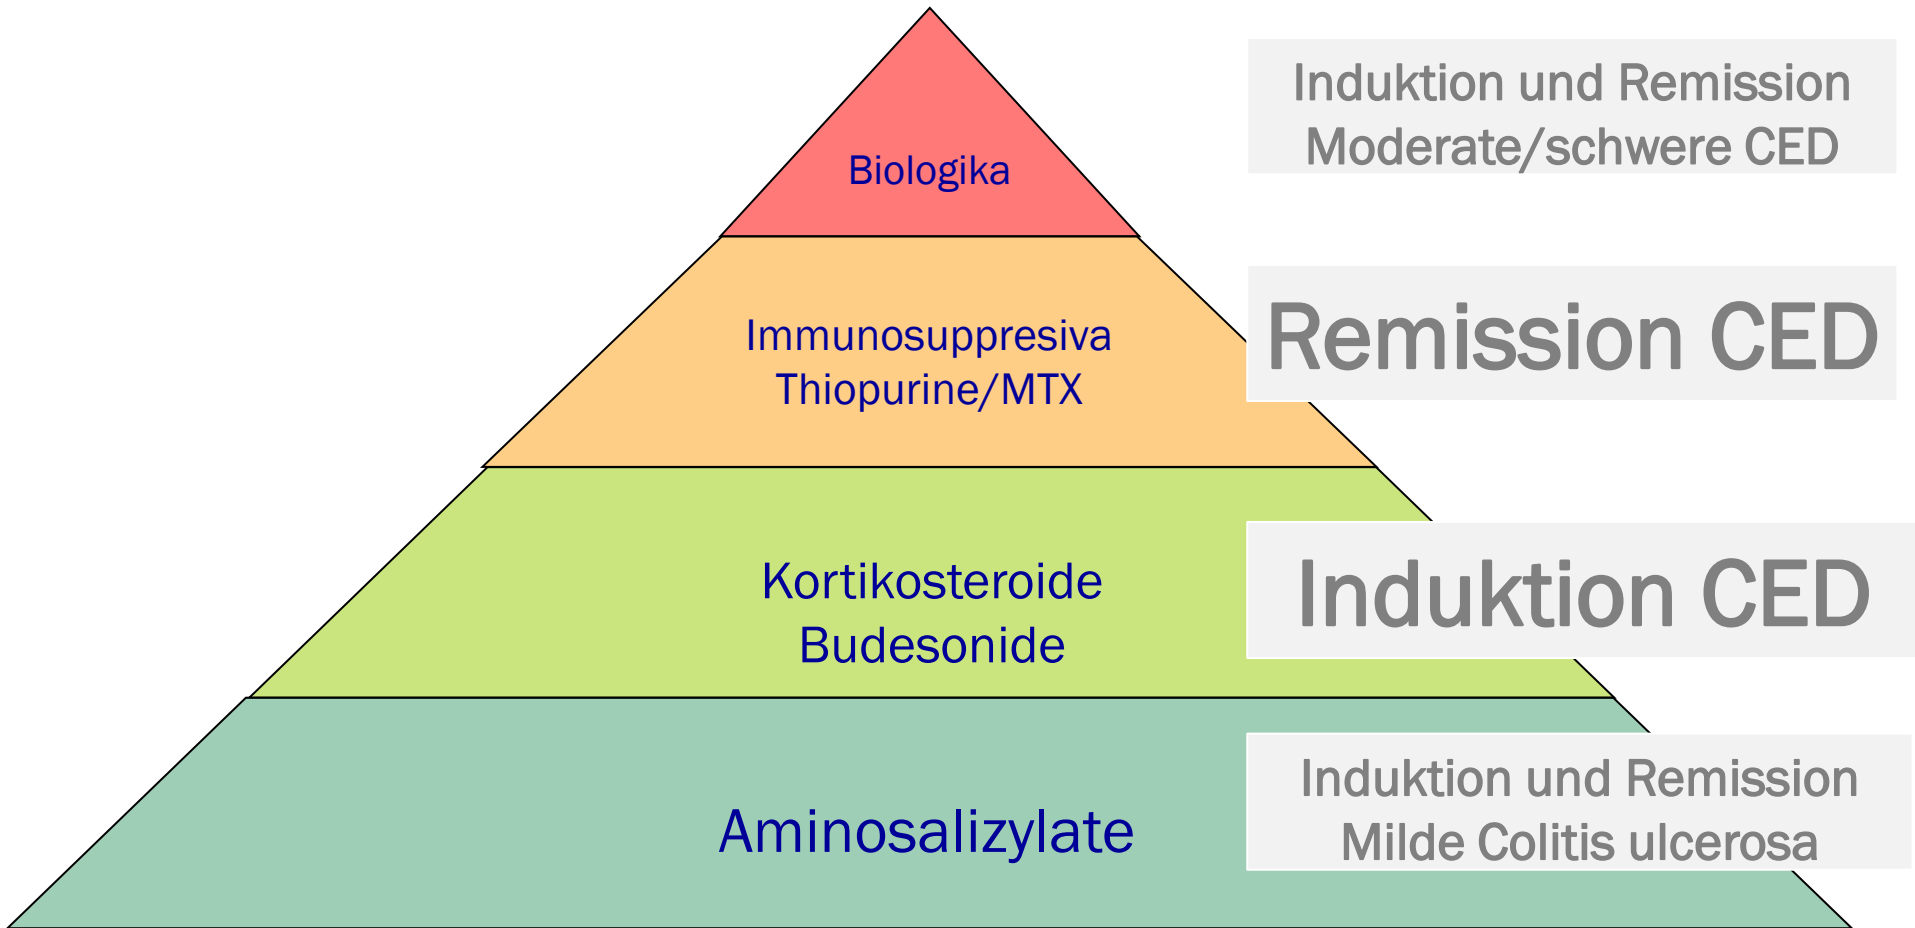 Induktion und Remission
Moderate/schwere CED
Biologika
Remission CED
Immunosuppresiva
Thiopurine/MTX
Induktion CED
Kortikosteroide
Budesonide
Induktion und Remission
Milde Colitis ulcerosa
Aminosalizylate